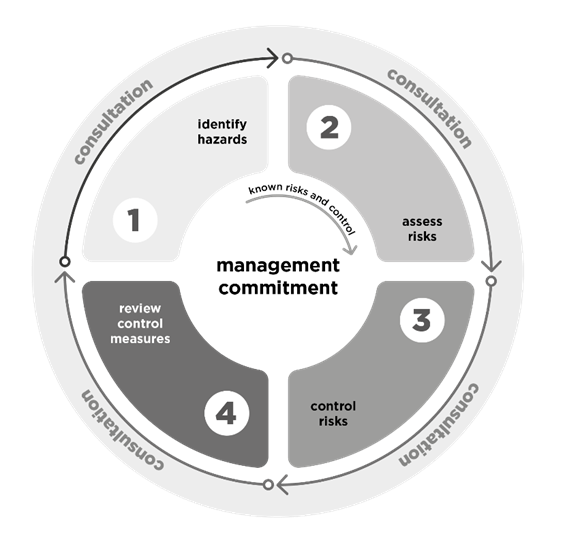 consultation
consultation
identify
hazards
2
1
known risks and control
assess
risks
management
commitment
review
control
measures
3
4
control
risks
consultation
consultation